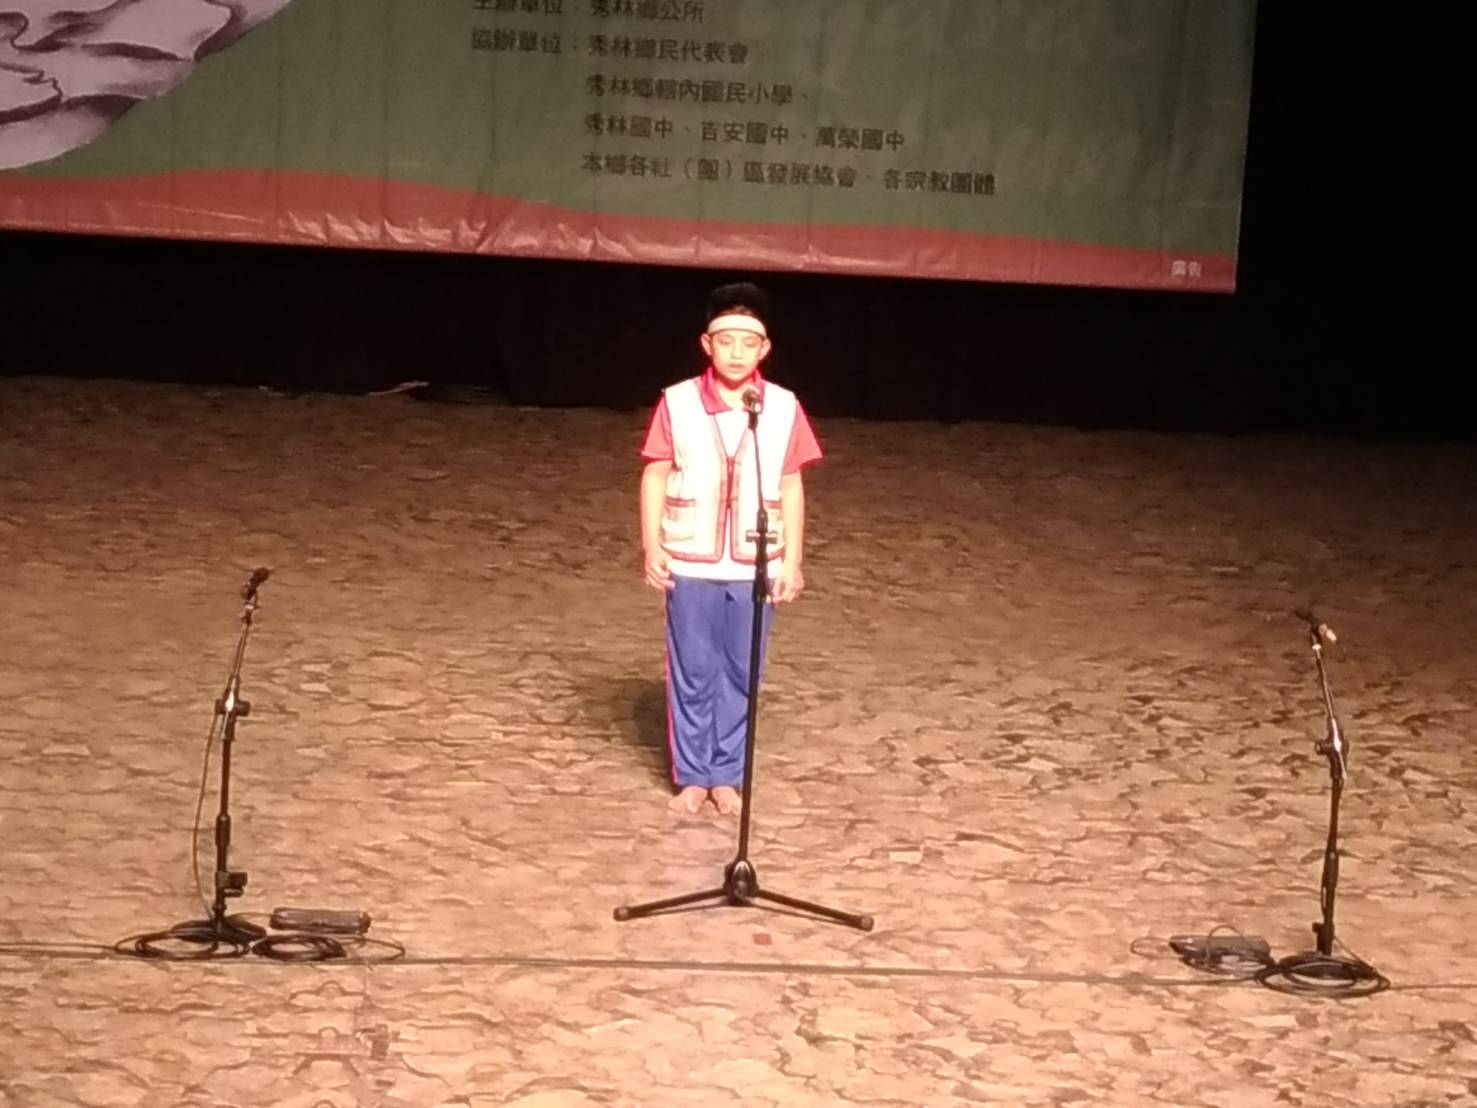 主辦單位：秀林鄉公所
協辦單位：秀林鄉民代表會
秀林鄉轄內國民小學、
秀林國中、吉安國中、萬榮國中
本鄉各社（團）區發展協會、各宗教團體
廣告